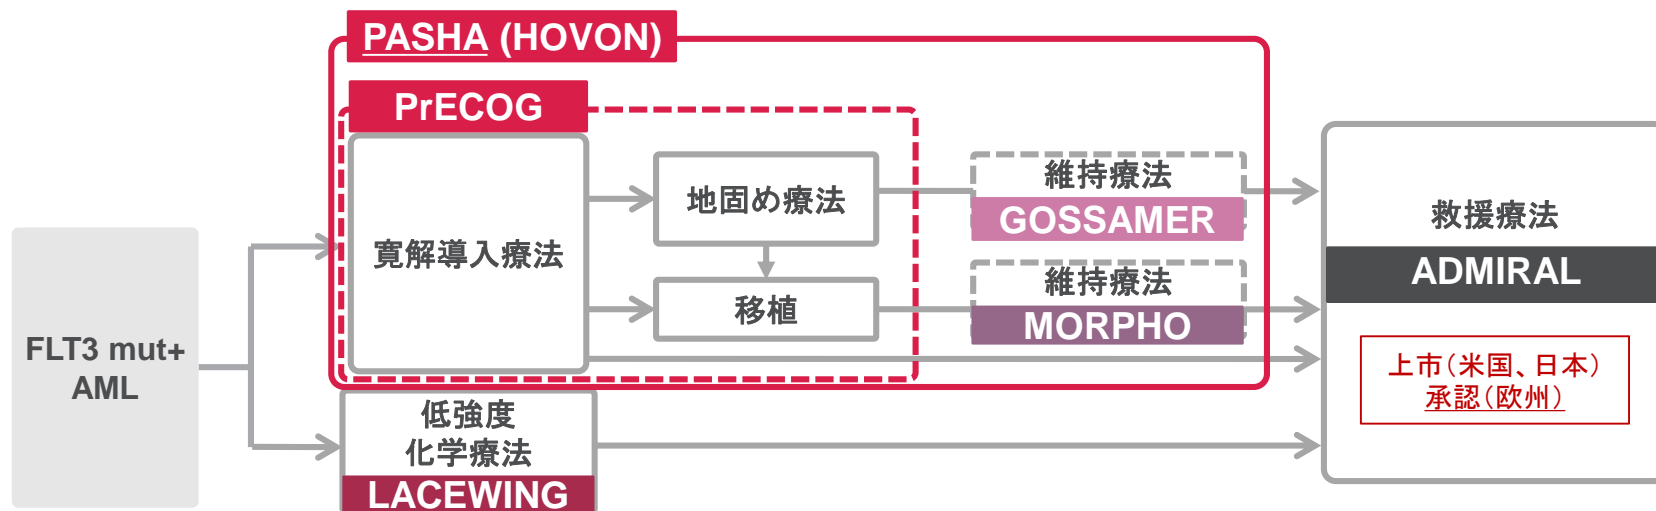 PASHA (HOVON)
PrECOG
寛解導入療法
地固め療法
移植
維持療法
GOSSAMER
維持療法
MORPHO
救援療法
ADMIRAL
上市（米国、日本）
承認（欧州）
FLT3 mut+
AML
低強度
化学療法
LACEWING